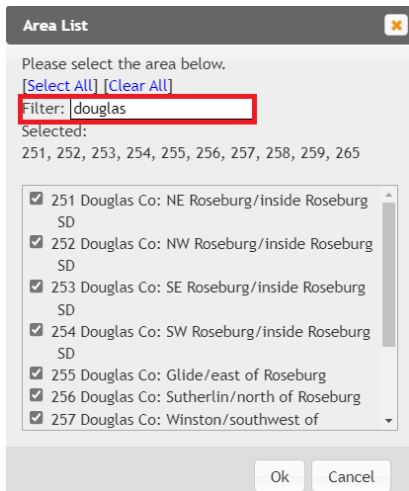 Area List
Please select the area below.
[Select All] [Clear All]
Filter: douglas
Selected:
251, 252, 253, 254, 255, 256, 257, 258, 259, 265
251 Douglas Co: NE Roseburg/inside Roseburg
SD
252 Douglas Co: NW Roseburg/inside Roseburg
SD
253 Douglas Co: SE Roseburg/inside Roseburg
SD
254 Douglas Co: SW Roseburg/inside Roseburg
SD
255 Douglas Co: Glide/east of Roseburg
256 Douglas Co: Sutherlin/north of Roseburg
257 Douglas Co: Winston/southwest of
Ok Cancel